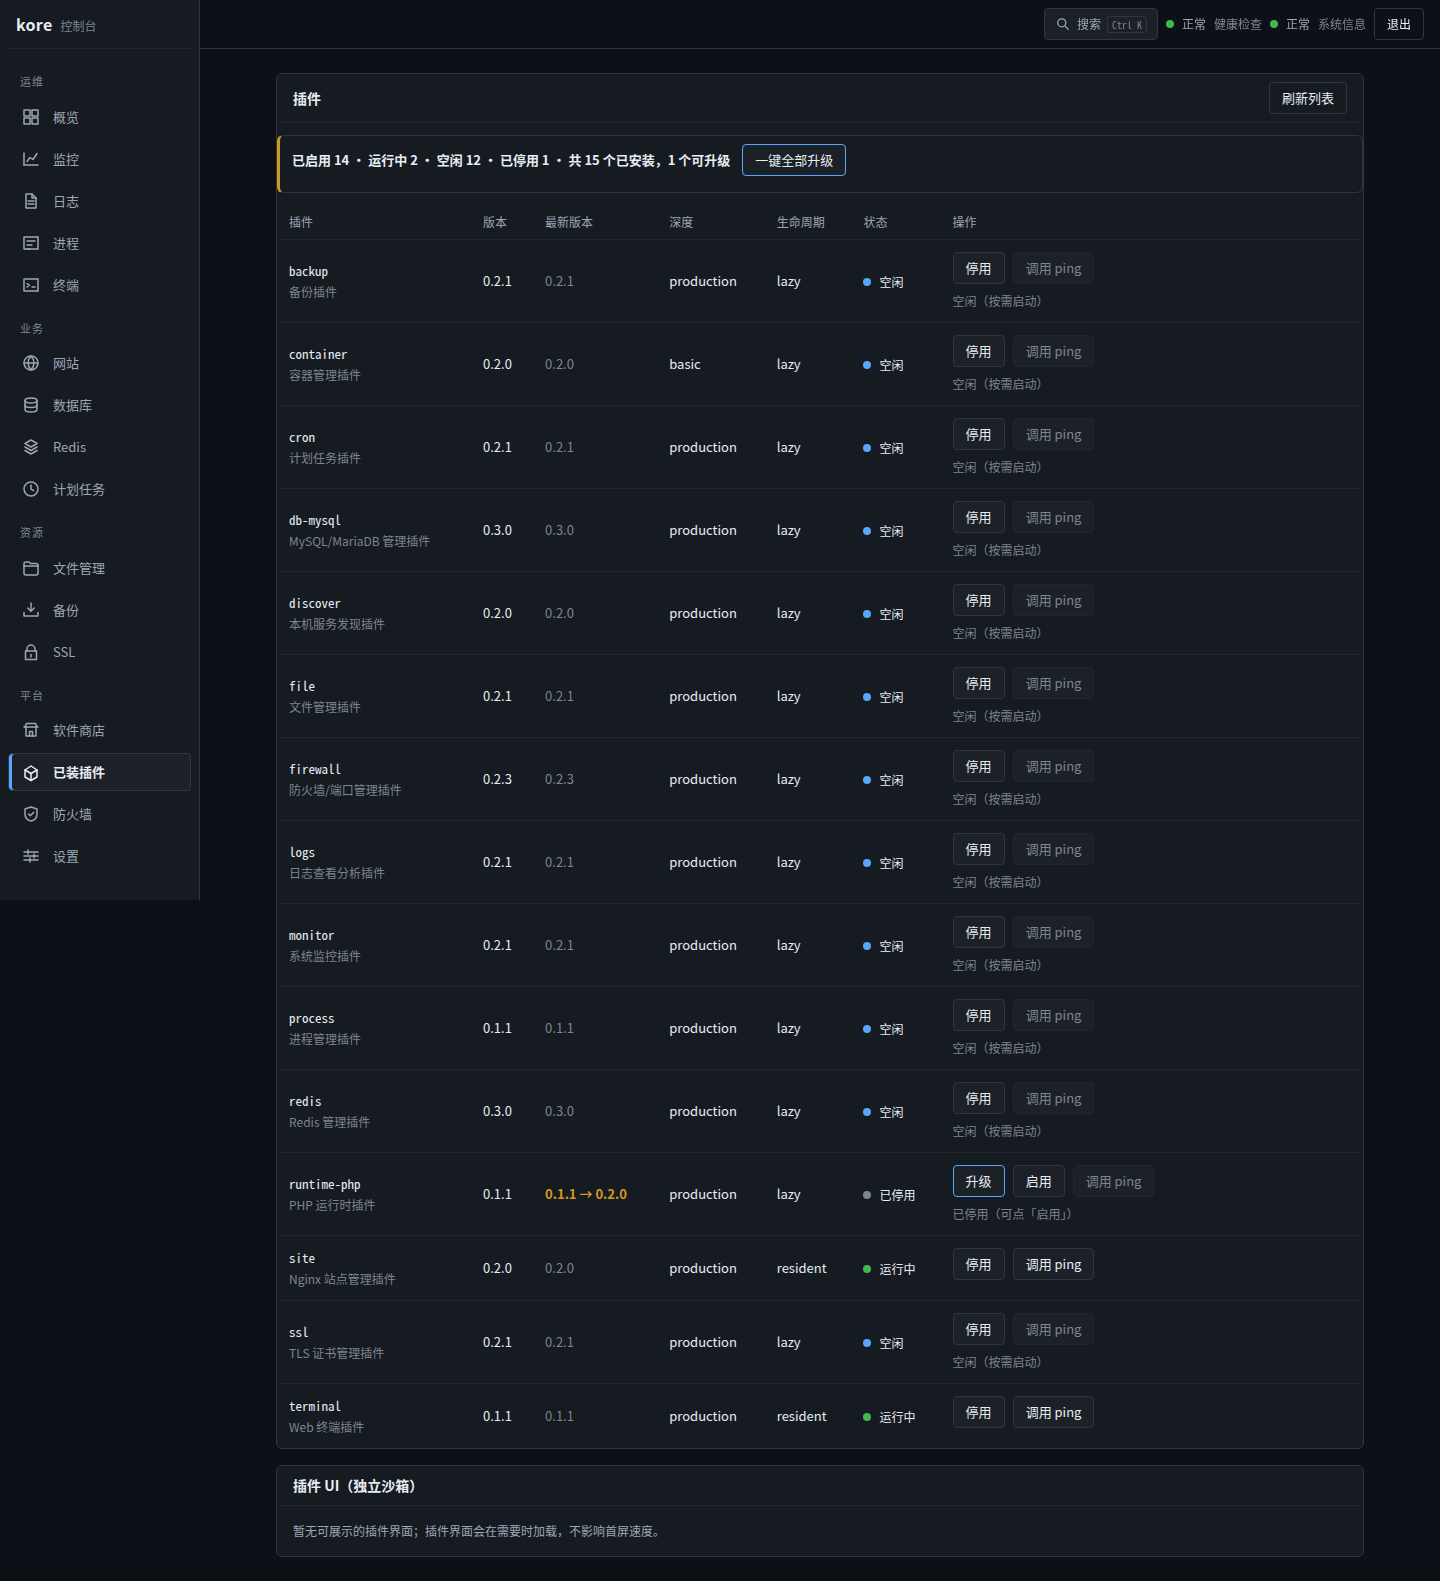 kore 控制台
搜索 Ctrl K 正常 健康检查 正常 系统信息 退出
运维
概览
监控
日志
进程
终端
业务
网站
数据库
Redis
计划任务
资源
文件管理
备份
SSL
平台
软件商店
已装插件
防火墙
设置
插件 刷新列表
已启用 14 · 运行中 2 · 空闲 12 · 已停用 1 · 共 15 个已安装，1 个可升级 一键全部升级
插件 版本 最新版本 深度 生命周期 状态 操作
backup 0.2.1 0.2.1 production lazy 空闲 停用 调用 ping
备份插件 空闲（按需启动）
container 0.2.0 0.2.0 basic lazy 空闲 停用 调用 ping
容器管理插件 空闲（按需启动）
cron 0.2.1 0.2.1 production lazy 空闲 停用 调用 ping
计划任务插件 空闲（按需启动）
db-mysql 0.3.0 0.3.0 production lazy 空闲 停用 调用 ping
MySQL/MariaDB 管理插件 空闲（按需启动）
discover 0.2.0 0.2.0 production lazy 空闲 停用 调用 ping
本机服务发现插件 空闲（按需启动）
file 0.2.1 0.2.1 production lazy 空闲 停用 调用 ping
文件管理插件 空闲（按需启动）
firewall 0.2.3 0.2.3 production lazy 空闲 停用 调用 ping
防火墙/端口管理插件 空闲（按需启动）
logs 0.2.1 0.2.1 production lazy 空闲 停用 调用 ping
日志查看分析插件 空闲（按需启动）
monitor 0.2.1 0.2.1 production lazy 空闲 停用 调用 ping
系统监控插件 空闲（按需启动）
process 0.1.1 0.1.1 production lazy 空闲 停用 调用 ping
进程管理插件 空闲（按需启动）
redis 0.3.0 0.3.0 production lazy 空闲 停用 调用 ping
Redis 管理插件 空闲（按需启动）
runtime-php 0.1.1 0.1.1 → 0.2.0 production lazy 已停用 升级 启用 调用 ping
PHP 运行时插件 已停用（可点「启用」）
site 0.2.0 0.2.0 production resident 运行中 停用 调用 ping
Nginx 站点管理插件
ssl 0.2.1 0.2.1 production lazy 空闲 停用 调用 ping
TLS 证书管理插件 空闲（按需启动）
terminal 0.1.1 0.1.1 production resident 运行中 停用 调用 ping
Web 终端插件
插件 UI（独立沙箱）
暂无可展示的插件界面；插件界面会在需要时加载，不影响首屏速度。